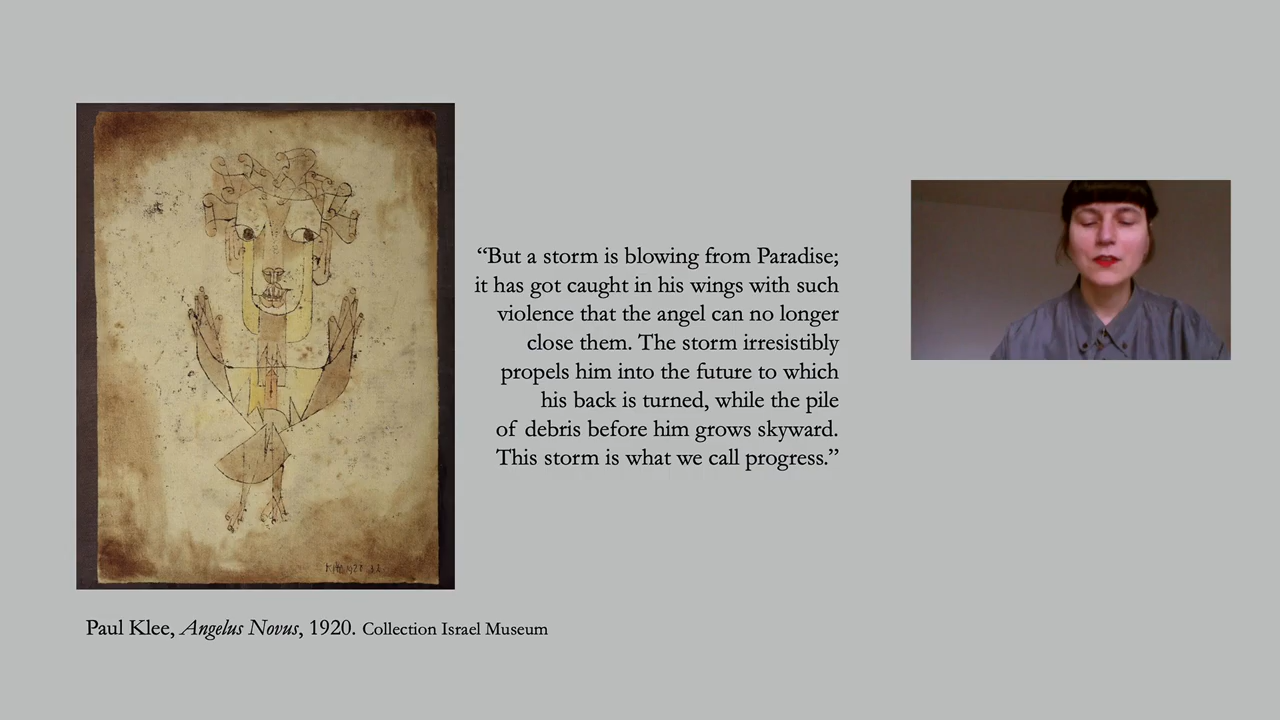 “But a storm is blowing from Paradise;
it has got caught in his wings with such
violence that the angel can no longer
close them. The storm irresistibly
propels him into the future to which
his back is turned, while the pile
of debris before him grows skyward.
This storm is what we call progress.”
Paul Klee, Angelus Novus, 1920. Collection Israel Museum